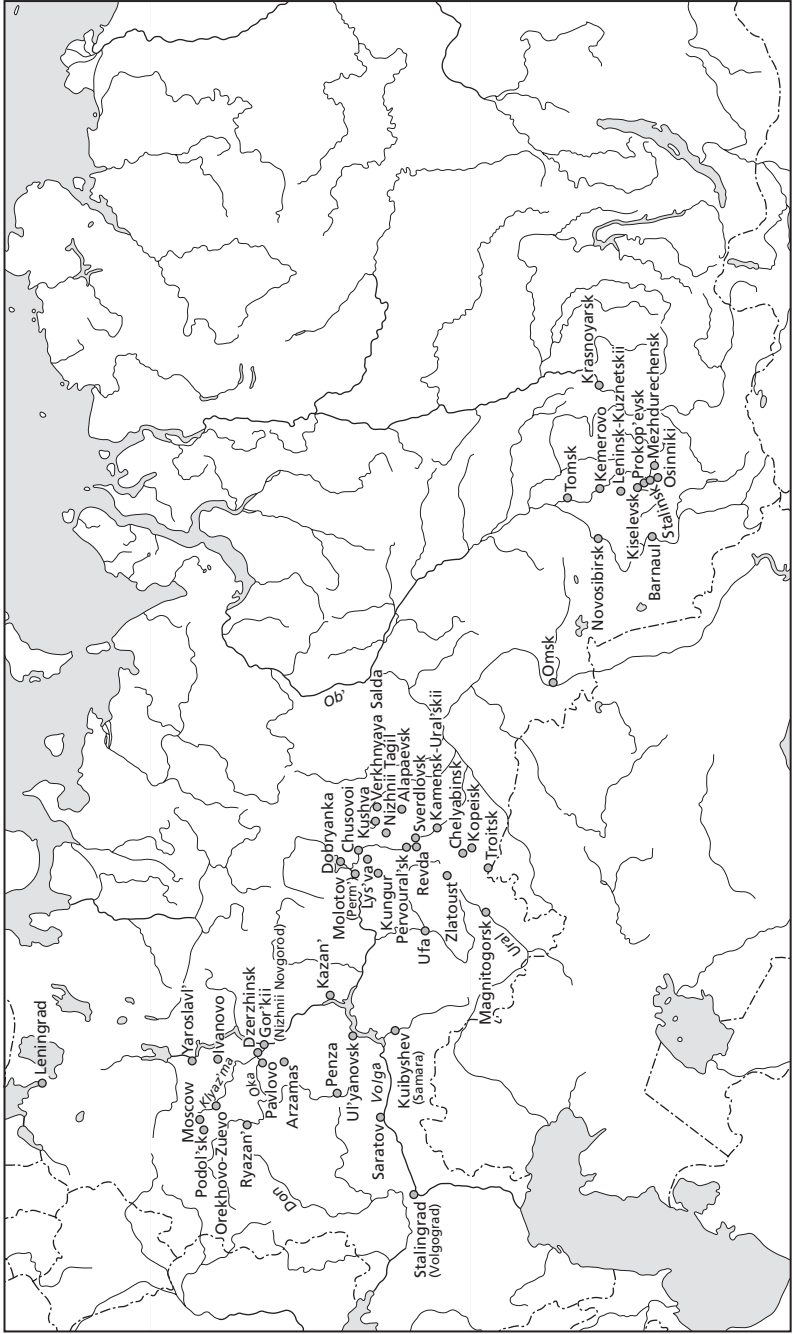 Leningrad
Yaroslavl'
Ivanovo
Moscow
Klyaz'ma
Podol'sk
Orekhovo-Zuevo
Dzerzhinsk
Gor'kii
(Nizhnii Novgorod)
Oka
Pavlovo
Arzamas
Ryazan'
Don
Kazan'
Penza
Ul'yanovsk
Volga
Kuibyshev
(Samara)
Saratov
Stalingrad
(Volgograd)
Ob'
Dobryanka
Molotov
(Perm')
Chusovoi
Lys'va
Kushva
Verkhnyaya Salda
Nizhnii Tagil
Kungur
Alapaevsk
Pervoural'sk
Sverdlovsk
Revda
Kamensk-Ural'skii
Ufa
Zlatoust
Chelyabinsk
Kopeisk
Troitsk
Magnitogorsk
Ural
Omsk
Tomsk
Novosibirsk
Krasnoyarsk
Kemerovo
Leninsk-Kuznetskii
Kiselevsk
Prokop'evsk
Mezhdurechensk
Stalinsk
Osinniki
Barnaul